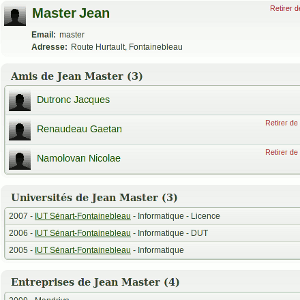 Master Jean
Retirer de
Email: master
Adresse: Route Hurtault, Fontainebleau
Amis de Jean Master (3)
Dutronc Jacques
Renaudeau Gaetan
Retirer de
Namolovan Nicolae
Retirer de
Universités de Jean Master (3)
2007 - IUT Sénart-Fontainebleau - Informatique - Licence
2006 - IUT Sénart-Fontainebleau - Informatique - DUT
2005 - IUT Sénart-Fontainebleau - Informatique
Entreprises de Jean Master (4)